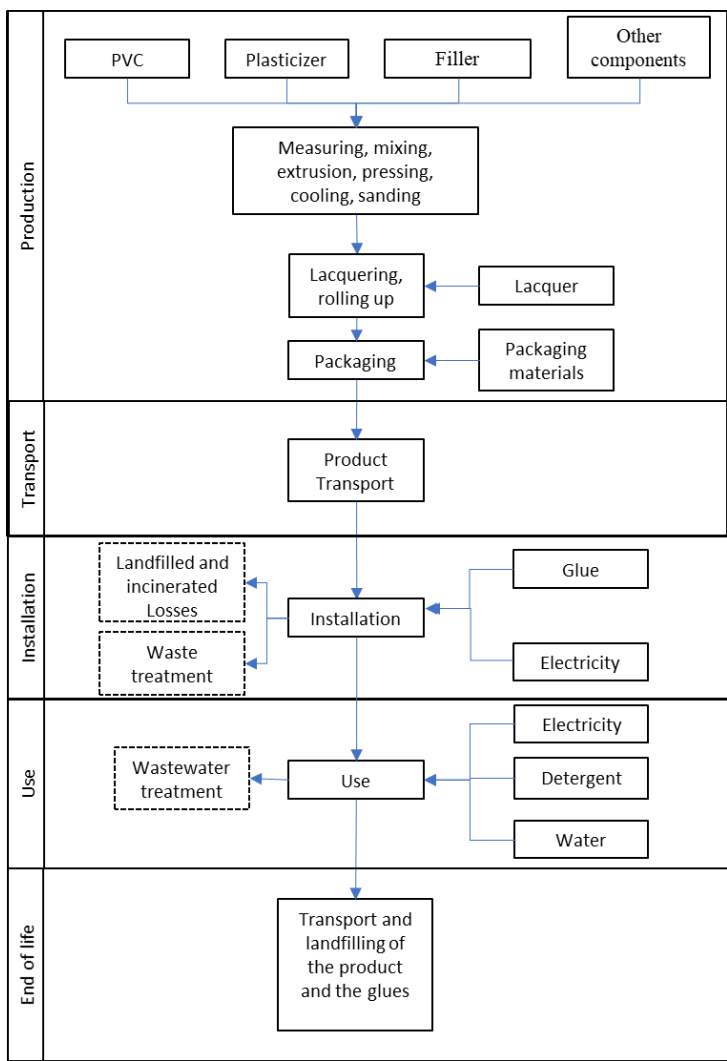 Production
PVC
Plasticizer
Filler
Other
components
Measuring, mixing,
extrusion, pressing,
cooling, sanding
Lacquering,
rolling up
Lacquer
Packaging
Packaging
materials
Transport
Product
Transport
Installation
Landfilled and
incinerated
Losses
Waste
treatment
Installation
Glue
Electricity
Use
Wastewater
treatment
Use
Electricity
Detergent
Water
End of life
Transport and
landfilling of
the product
and the glues